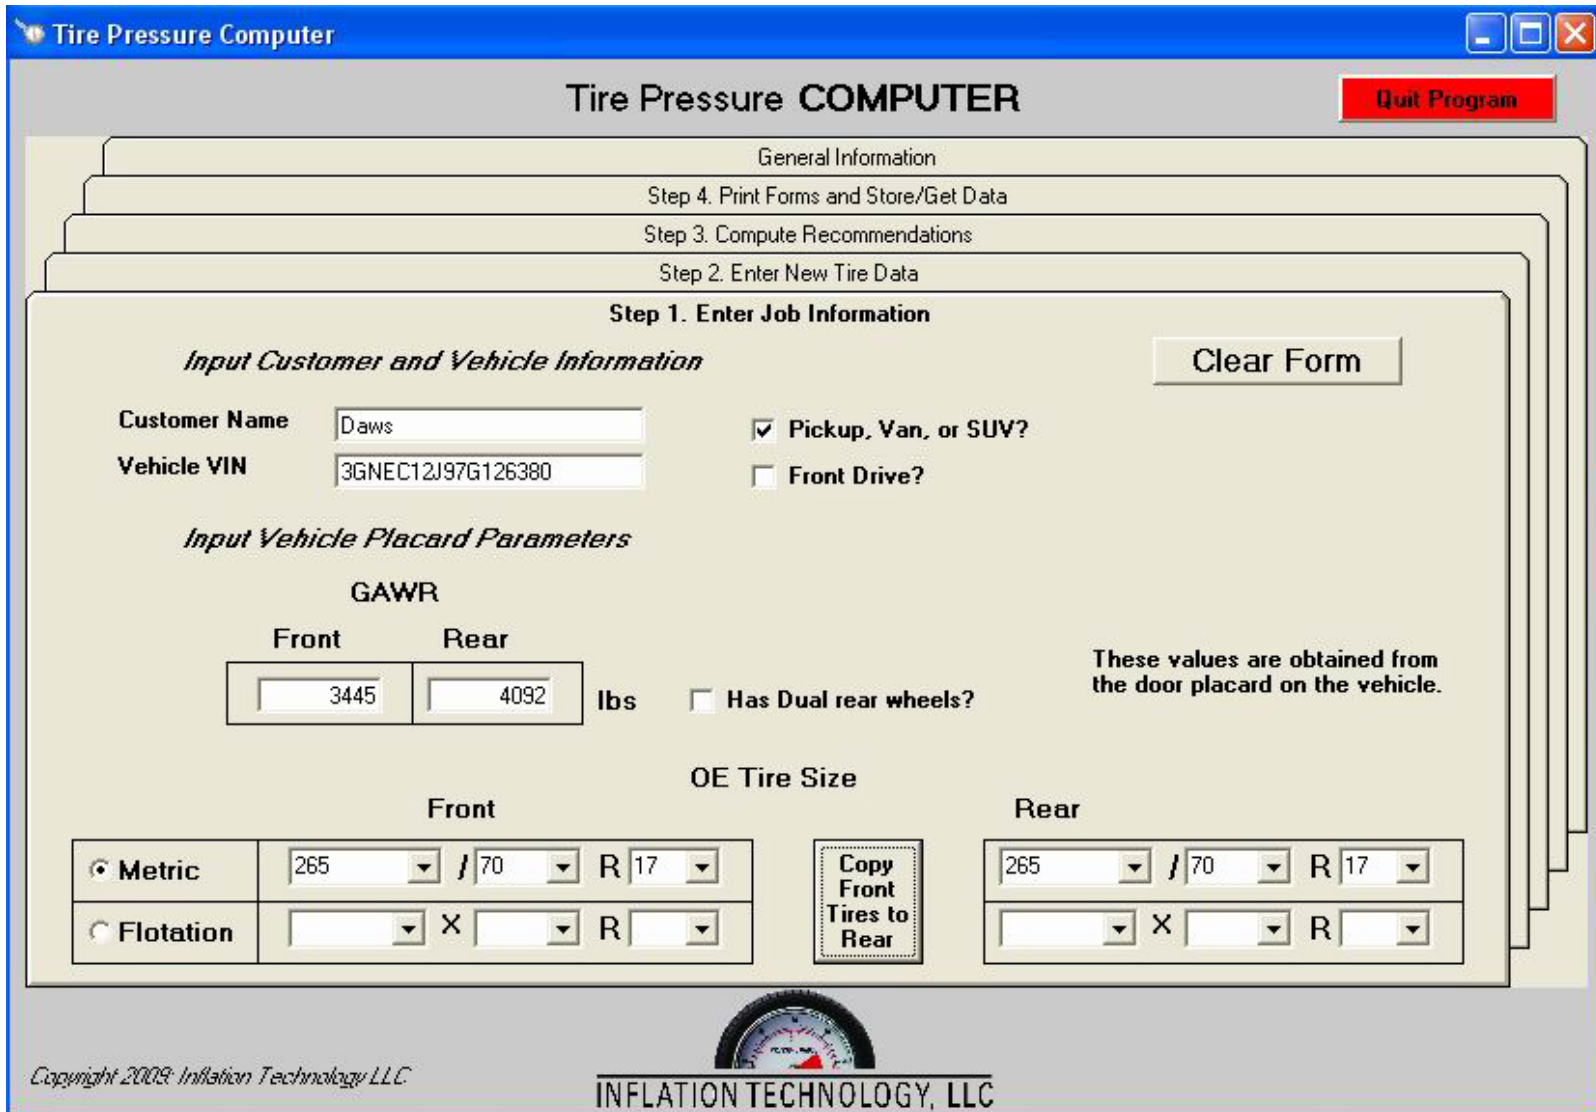 Tire Pressure Computer
Tire Pressure COMPUTER
Quit Program
General Information
Step 4. Print Forms and Store/Get Data
Step 3. Compute Recommendations
Step 2. Enter New Tire Data
Step 1. Enter Job Information
Input Customer and Vehicle Information
Clear Form
Customer Name Daws
Pickup, Van, or SUV?
Vehicle VIN 3GNEC12J97G126380
Front Drive?
Input Vehicle Placard Parameters
GAWR
Front Rear
3445 4092 lbs
Has Dual rear wheels?
These values are obtained from
the door placard on the vehicle.
OE Tire Size
Front Rear
Metric 265 / 70 R 17
Flotation X R
Copy
Front
Tires to
Rear
265 / 70 R 17
X R
Copyright 2009: Inflation Technology LLC
INFLATION TECHNOLOGY, LLC